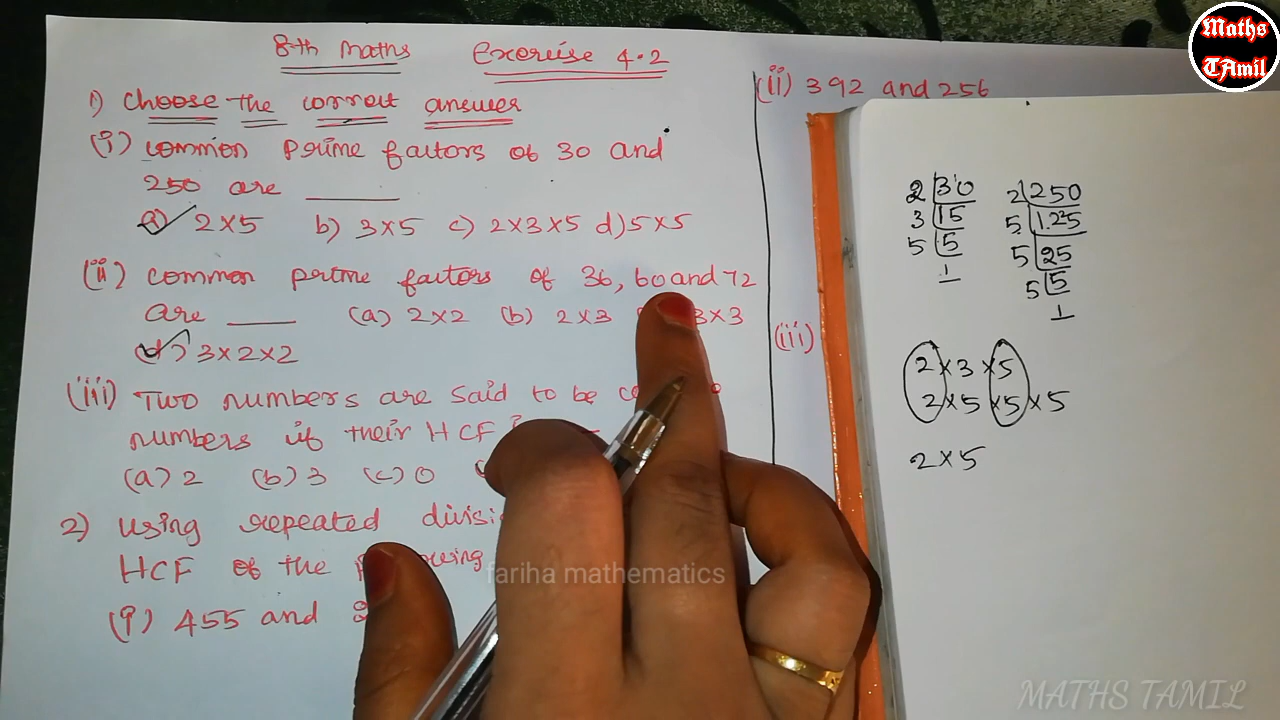 8th Maths Exercise 4.2
1) Choose the correct answer
(i) common prime factors of 30 and
250 are ______
a) 2×5 b) 3×5 c) 2×3×5 d) 5×5
(ii) common prime factors of 36, 60 and 72
are ____ (a) 2×2 (b) 2×3 3×3
d) 3×2×2
(iii) Two numbers are said to be
numbers if their HCF
(a) 2 (b) 3 (c) 0
2) using repeated
HCF of the
(i) 455 and
(ii) 392 and 256
(iii)
2 30
3 15
5 5
1
2 250
5 125
5 25
5 5
1
2×3×5
2×5×5×5
2×5
Maths
TAmil
fariha mathematics
MATHS TAMIL